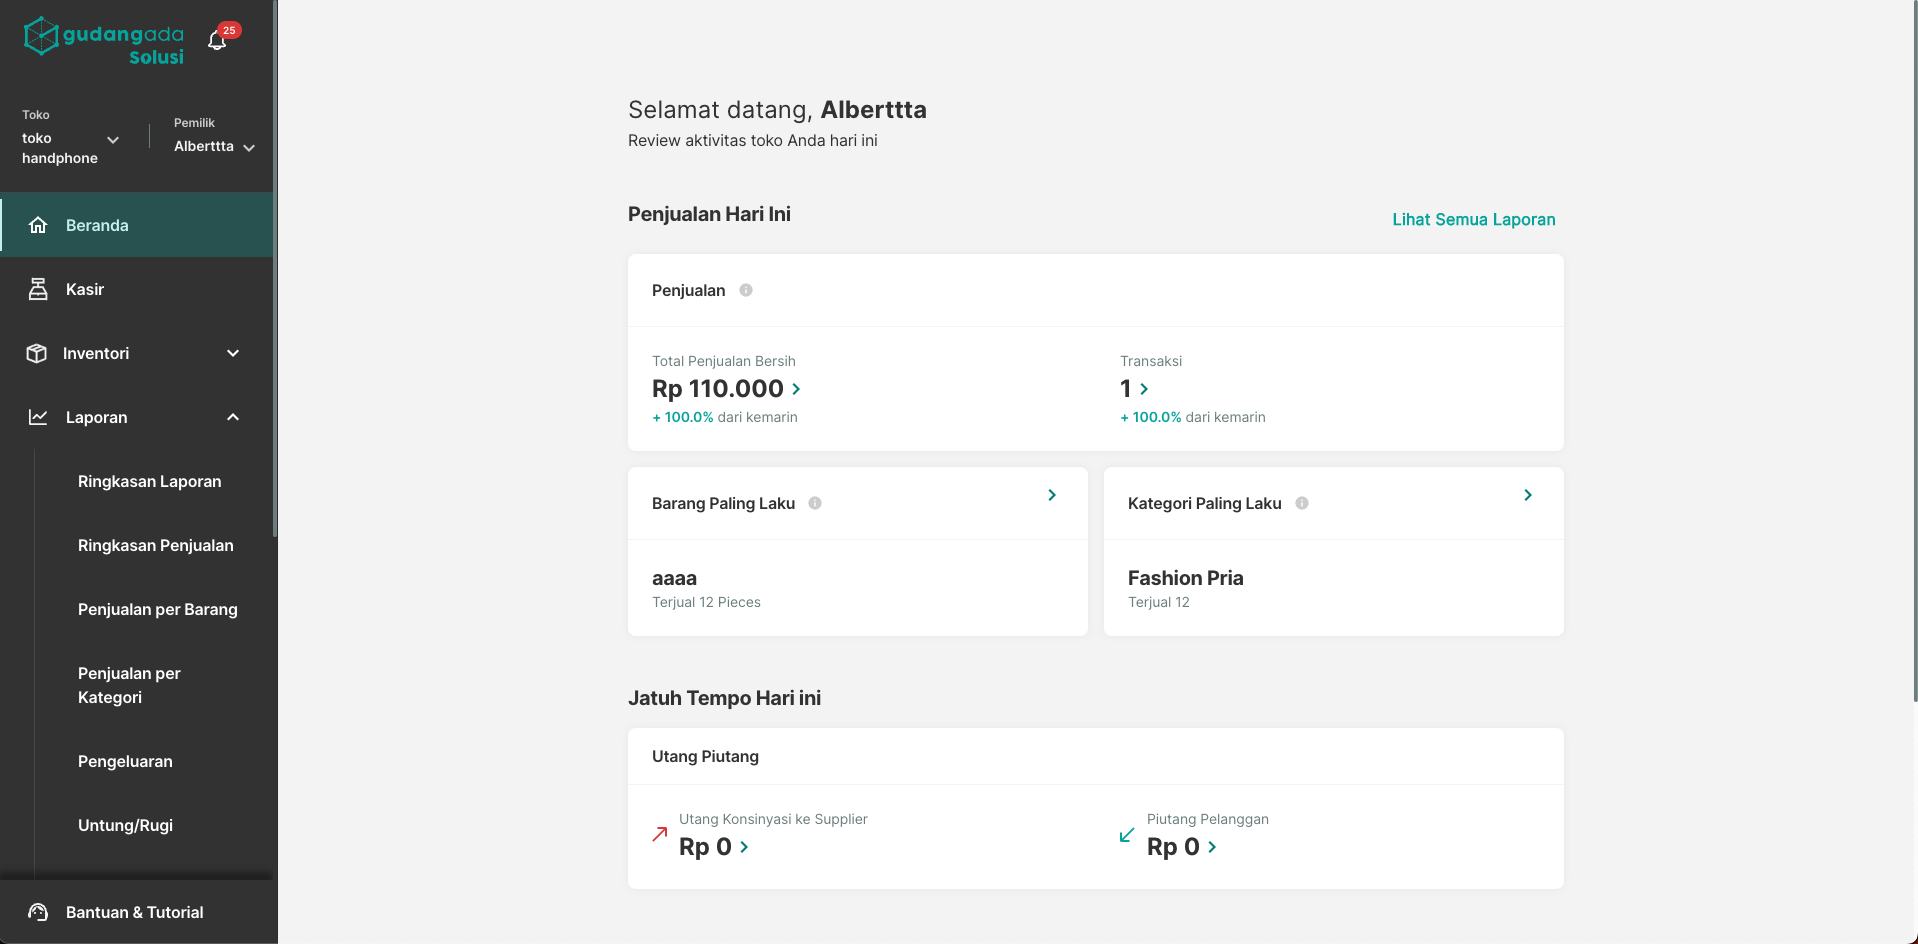 gudangada
Solusi
25
Toko
toko
handphone
Pemilik
Alberttta
Beranda
Kasir
Inventori
Laporan
Ringkasan Laporan
Ringkasan Penjualan
Penjualan per Barang
Penjualan per
Kategori
Pengeluaran
Untung/Rugi
Bantuan & Tutorial
Selamat datang, Alberttta
Review aktivitas toko Anda hari ini
Penjualan Hari Ini
Lihat Semua Laporan
Penjualan
Total Penjualan Bersih
Rp 110.000
+ 100.0% dari kemarin
Transaksi
1
+ 100.0% dari kemarin
Barang Paling Laku
aaaa
Terjual 12 Pieces
Kategori Paling Laku
Fashion Pria
Terjual 12
Jatuh Tempo Hari ini
Utang Piutang
Utang Konsinyasi ke Supplier
Rp 0
Piutang Pelanggan
Rp 0